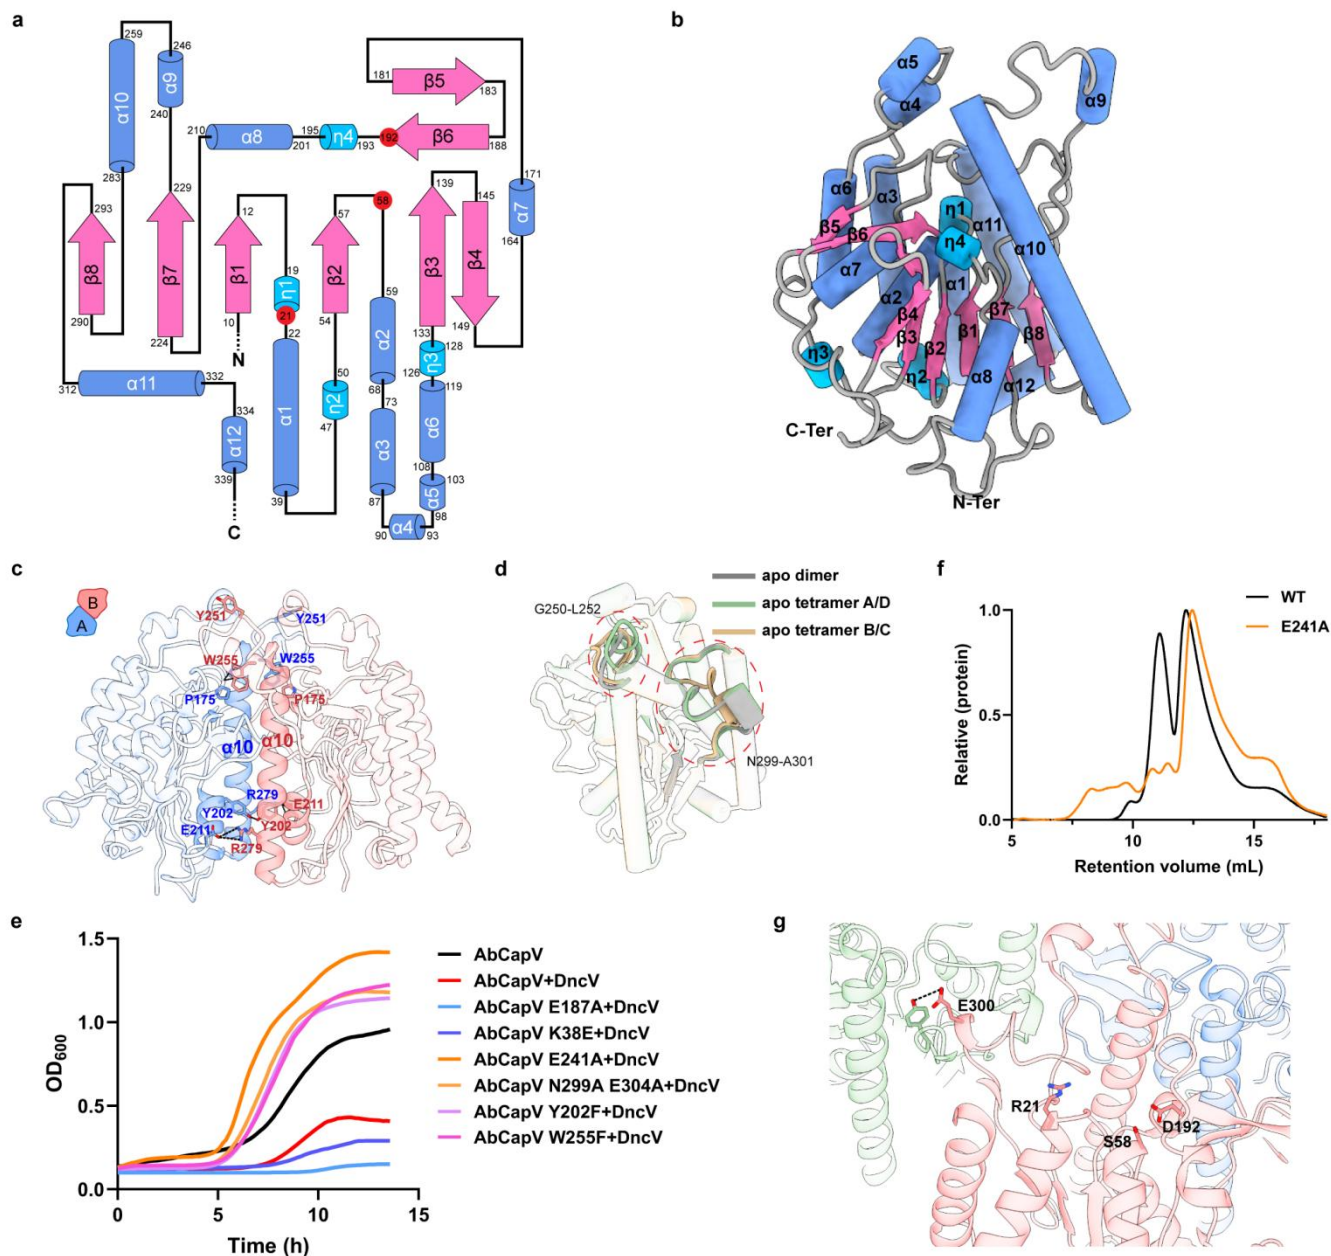 a
259
246
α10
α9
240
181
β5
183
210
α8
201
195
η4
193
192
β6
188
283
293
β8
290
229
β7
224
12
β1
10
N
19
η1
21
22
α1
39
57
β2
54
50
η2
47
58
59
α2
68
73
α3
87
90
α4
93
139
β3
133
128
η3
126
119
α6
108
103
α5
98
145
β4
149
171
α7
164
312
α11
332
334
α12
339
C
b
α5
α4
α9
α6
α3
η1
α11
β5
β6
η4
α10
α7
α2
α1
β4
β3
β2
β1
β7
β8
η3
η2
α8
α12
C-Ter
N-Ter
c
B
A
Y251
Y251
W255
W255
P175
P175
α10
α10
R279
E211
Y202
E211
Y202
R279
d
apo dimer
apo tetramer A/D
apo tetramer B/C
G250-L252
N299-A301
f
Relative (protein)
1.0
0.5
0.0
5
10
15
Retention volume (mL)
WT
E241A
e
OD600
1.5
1.0
0.5
0.0
0
5
10
15
Time (h)
AbCapV
AbCapV+DncV
AbCapV E187A+DncV
AbCapV K38E+DncV
AbCapV E241A+DncV
AbCapV N299A E304A+DncV
AbCapV Y202F+DncV
AbCapV W255F+DncV
g
E300
R21
S58
D192